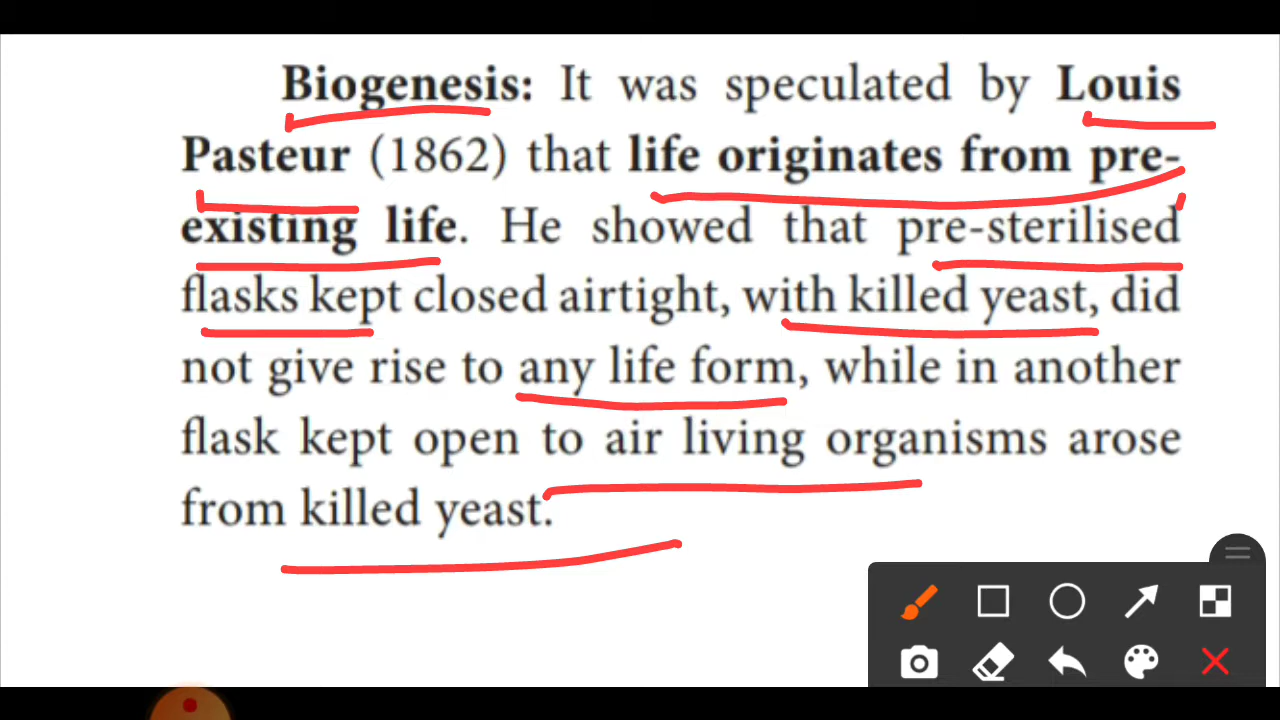 Biogenesis: It was speculated by Louis
Pasteur (1862) that life originates from pre-
existing life. He showed that pre-sterilised
flasks kept closed airtight, with killed yeast, did
not give rise to any life form, while in another
flask kept open to air living organisms arose
from killed yeast.